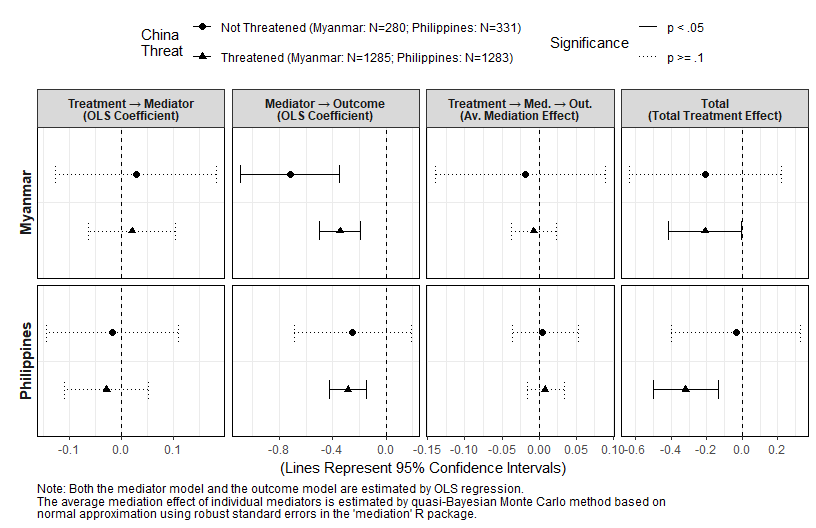 China
Threat
Not Threatened (Myanmar: N=280; Philippines: N=331)
Threatened (Myanmar: N=1285; Philippines: N=1283)
Significance
p < .05
p >= .1
Treatment → Mediator
(OLS Coefficient)
Mediator → Outcome
(OLS Coefficient)
Treatment → Med. → Out.
(Av. Mediation Effect)
Total
(Total Treatment Effect)
Myanmar
Philippines
-0.1 0.0 0.1
-0.8 -0.4 0.0
-0.15 -0.10 -0.05 0.00 0.05 0.10
-0.6 -0.4 -0.2 0.0 0.2
(Lines Represent 95% Confidence Intervals)
Note: Both the mediator model and the outcome model are estimated by OLS regression.
The average mediation effect of individual mediators is estimated by quasi-Bayesian Monte Carlo method based on
normal approximation using robust standard errors in the 'mediation' R package.